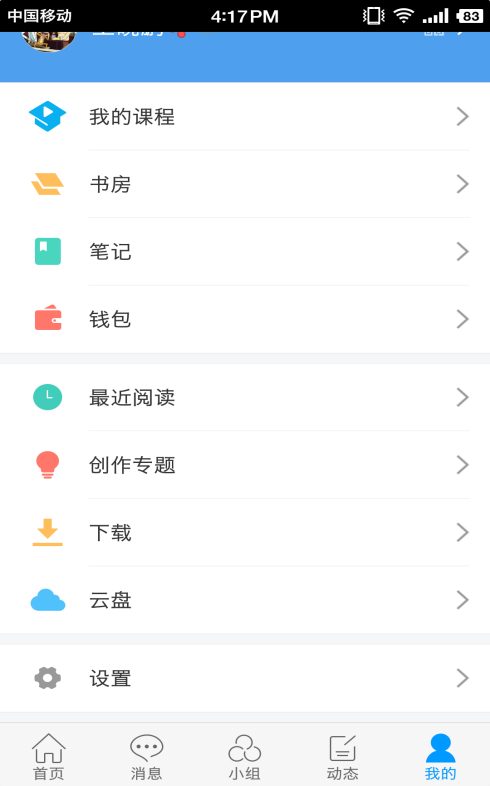 中国移动 4:17PM 83
我的课程
书房
笔记
钱包
最近阅读
创作专题
下载
云盘
设置
首页 消息 小组 动态 我的